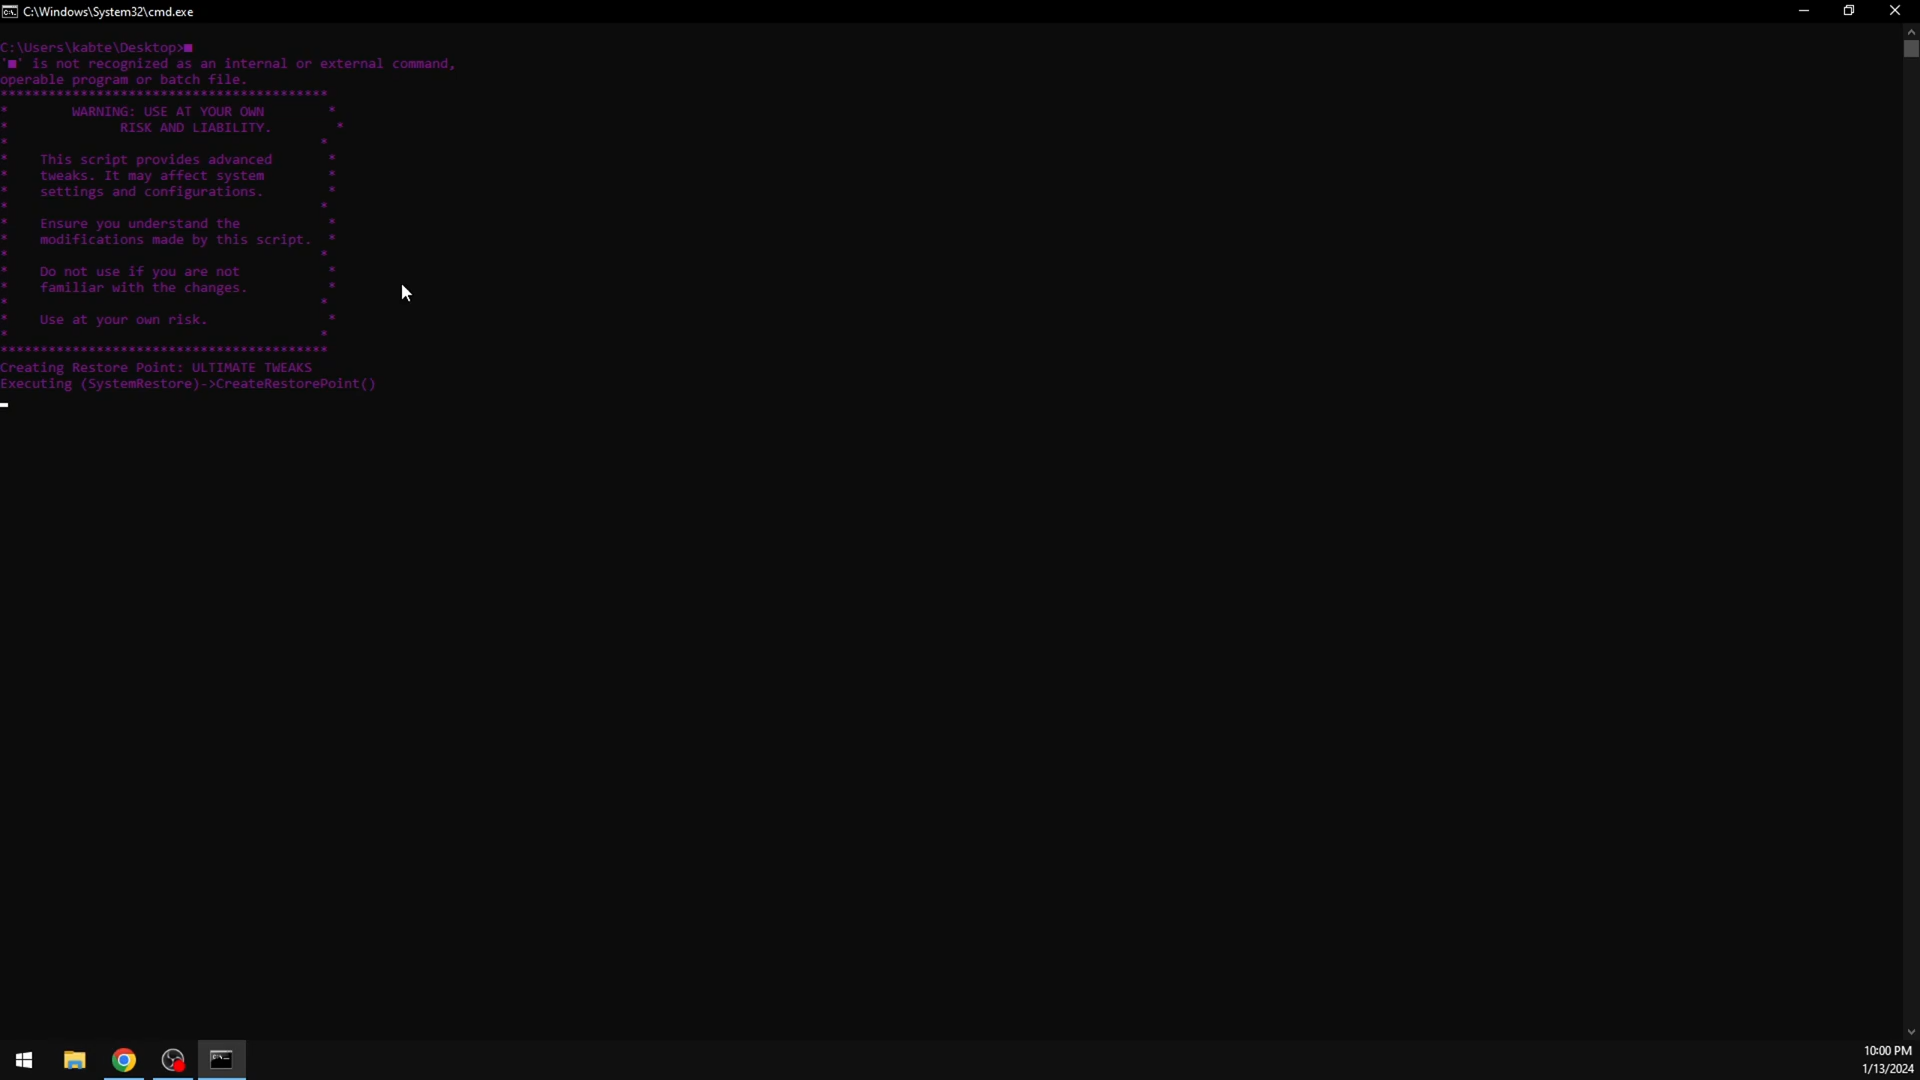 C:\Windows\System32\cmd.exe
C:\Users\kabte\Desktop>■
'■' is not recognized as an internal or external command,
operable program or batch file.
*****************************************
* WARNING: USE AT YOUR OWN *
* RISK AND LIABILITY. *
* *
* This script provides advanced *
* tweaks. It may affect system *
* settings and configurations. *
* *
* Ensure you understand the *
* modifications made by this script. *
* *
* Do not use if you are not *
* familiar with the changes. *
* *
* Use at your own risk. *
* *
*****************************************
Creating Restore Point: ULTIMATE TWEAKS
Executing (SystemRestore)->CreateRestorePoint()
10:00 PM
1/13/2024